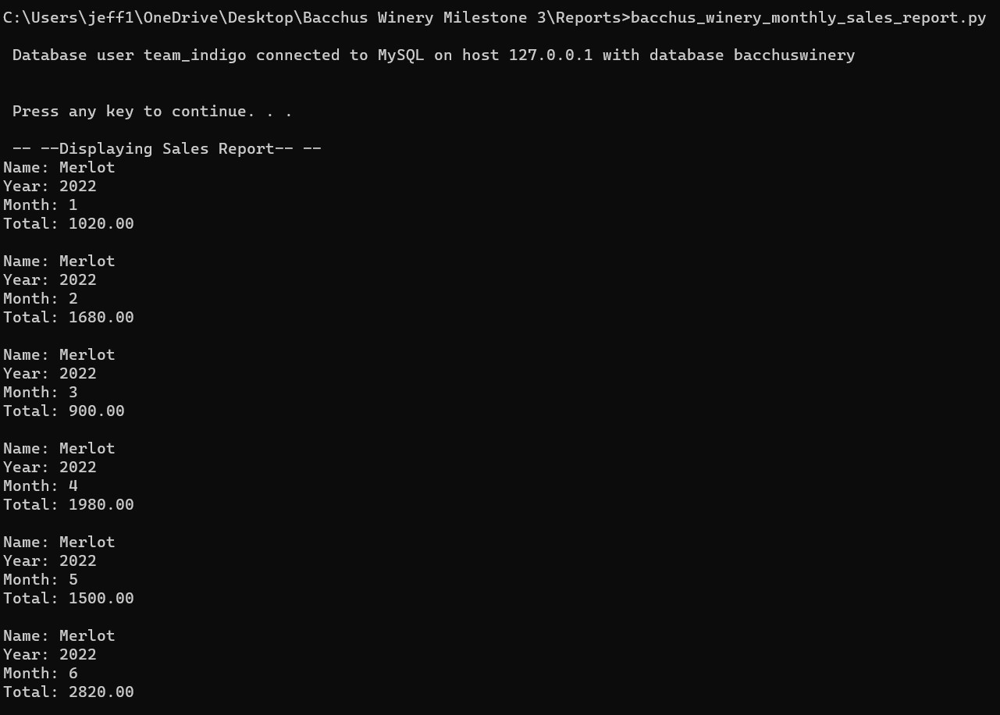 C:\Users\jeff1\OneDrive\Desktop\Bacchus Winery Milestone 3\Reports>bacchus_winery_monthly_sales_report.py
Database user team_indigo connected to MySQL on host 127.0.0.1 with database bacchuswinery
Press any key to continue. . .
-- --Displaying Sales Report-- --
Name: Merlot
Year: 2022
Month: 1
Total: 1020.00
Name: Merlot
Year: 2022
Month: 2
Total: 1680.00
Name: Merlot
Year: 2022
Month: 3
Total: 900.00
Name: Merlot
Year: 2022
Month: 4
Total: 1980.00
Name: Merlot
Year: 2022
Month: 5
Total: 1500.00
Name: Merlot
Year: 2022
Month: 6
Total: 2820.00